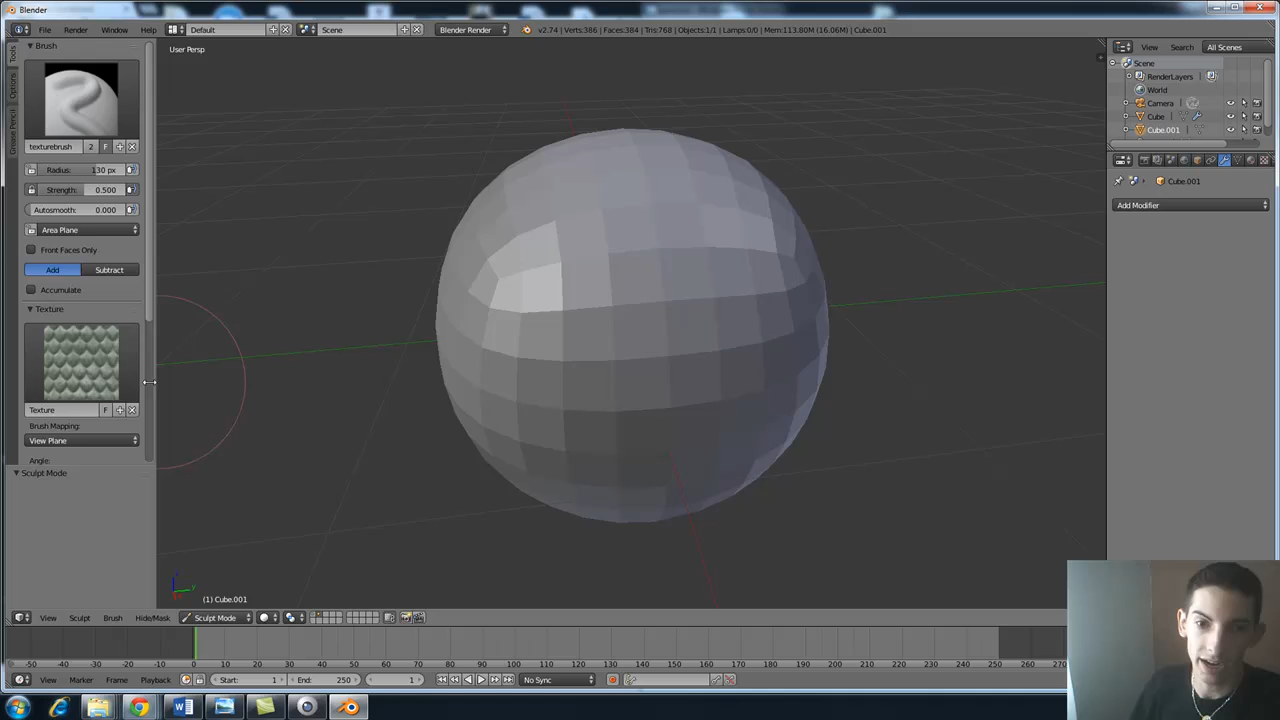 Blender
File Render Window Help Default Scene Blender Render v2.74 | Verts:386 | Faces:384 | Tris:768 | Objects:1/1 | Lamps:0/0 | Mem:113.80M (16.06M) | Cube.001
Brush
User Persp
View Search All Scenes
Scene
RenderLayers
World
Camera
Cube
Cube.001
Tools
Options
Grease Pencil
texturebrush 2 F
Radius: 130 px
Strength: 0.500
Autosmooth: 0.000
Area Plane
Front Faces Only
Add Subtract
Accumulate
Texture
Texture F
Brush Mapping:
View Plane
Angle:
Sculpt Mode
Cube.001
Add Modifier
(1) Cube.001
View Sculpt Brush Hide/Mask Sculpt Mode
-50 -40 -30 -20 -10 0 10 20 30 40 50 60 70 80 90 100 110 120 130 140 150 160 170 180 190 200 210 220 230 240 250 260 27
View Marker Frame Playback Start: 1 End: 250 1 No Sync